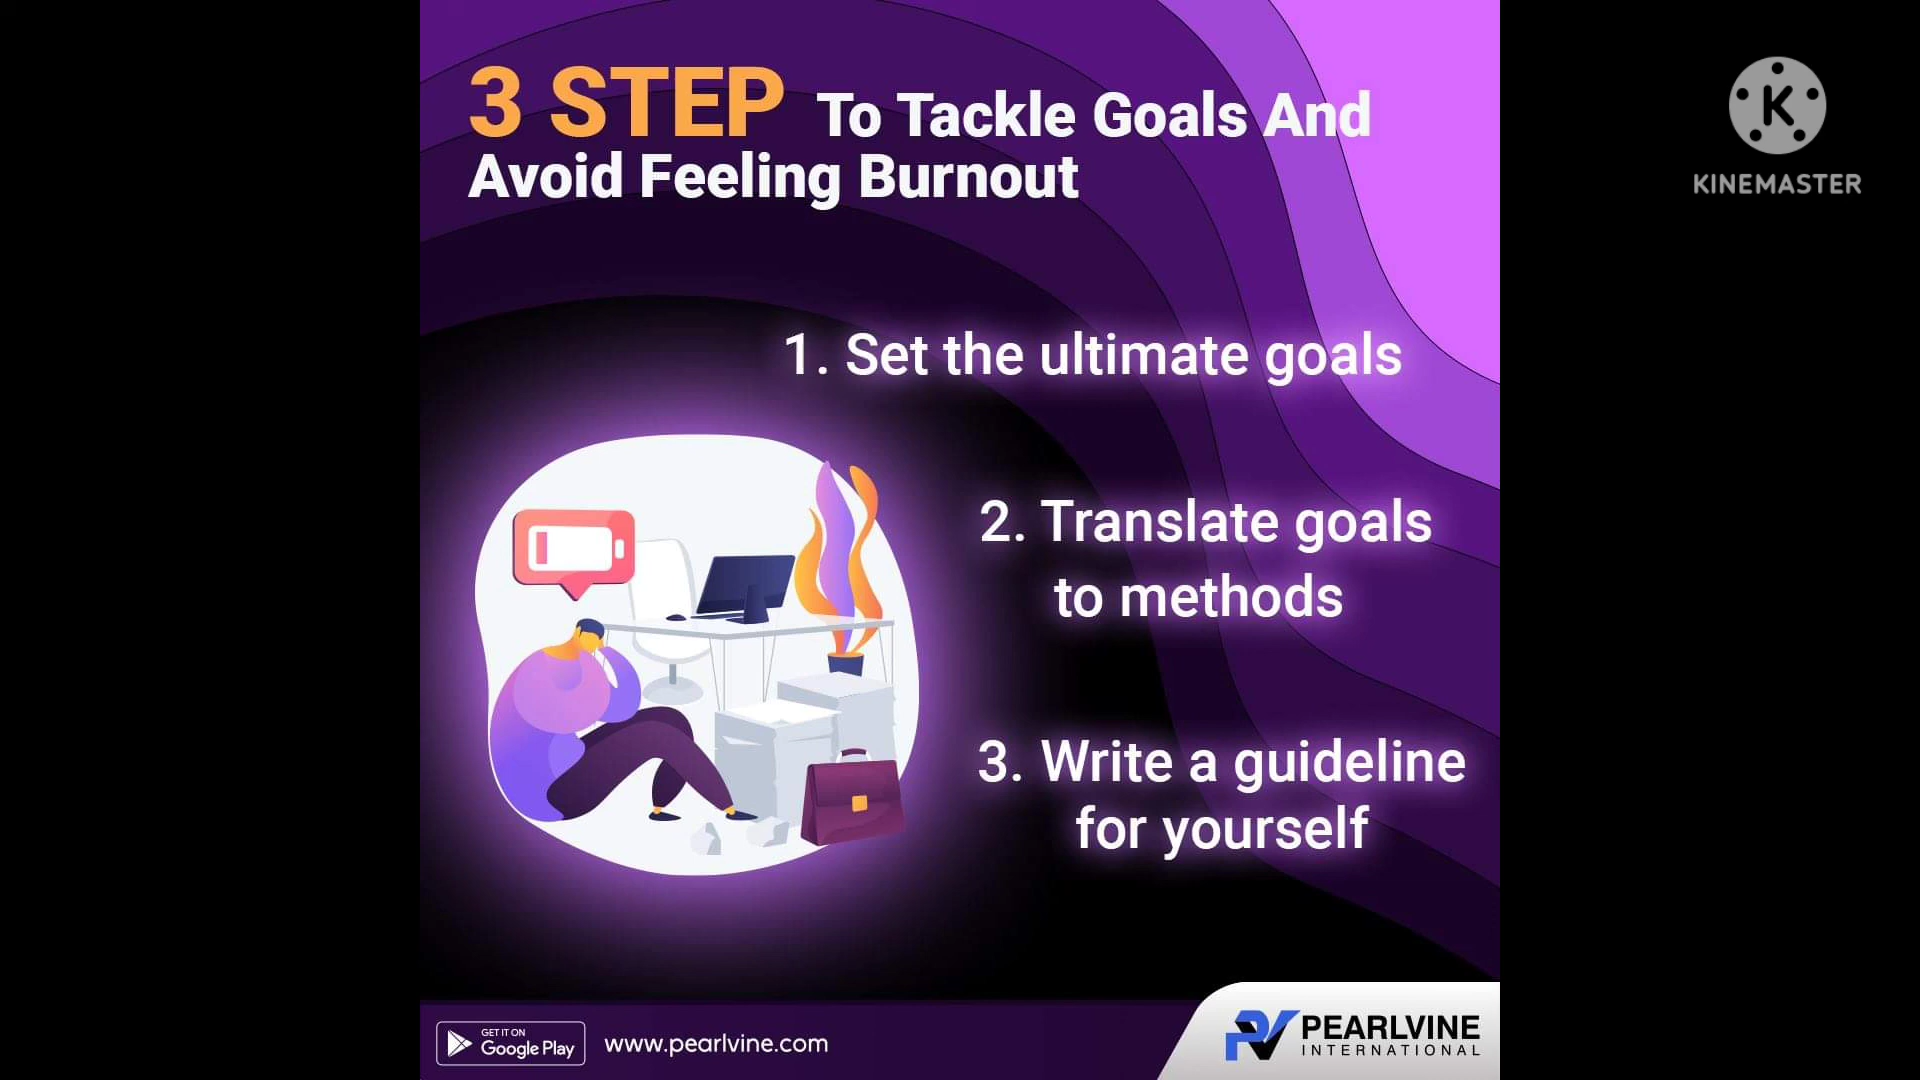 3 STEP To Tackle Goals And
Avoid Feeling Burnout
1. Set the ultimate goals
2. Translate goals
to methods
3. Write a guideline
for yourself
GET IT ON
Google Play
www.pearlvine.com
PV PEARLVINE
INTERNATIONAL
K
KINEMASTER